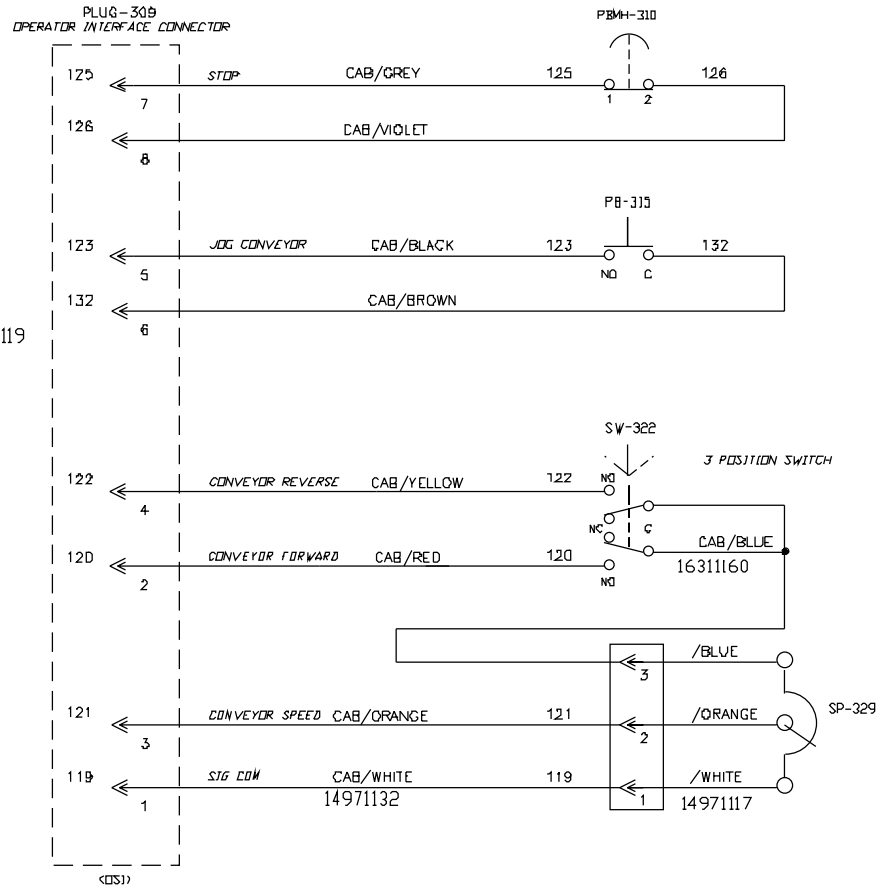 PLUG-309
OPERATOR INTERFACE CONNECTOR
PBMH-310
125 STOP CAB/GREY 125 126
7 1 2
126 CAB/VIOLET
8
PB-315
123 JOG CONVEYOR CAB/BLACK 123 132
5 NO C
132 CAB/BROWN
6
119
SW-322
3 POSITION SWITCH
122 CONVEYOR REVERSE CAB/YELLOW 122 NO
4
NC C
CAB/BLUE
120 CONVEYOR FORWARD CAB/RED 120
16311160
2 NO
/BLUE
3
121 CONVEYOR SPEED CAB/ORANGE 121 /ORANGE SP-329
3 2
119 SIG COM CAB/WHITE 119 /WHITE
1 14971132 1 14971117